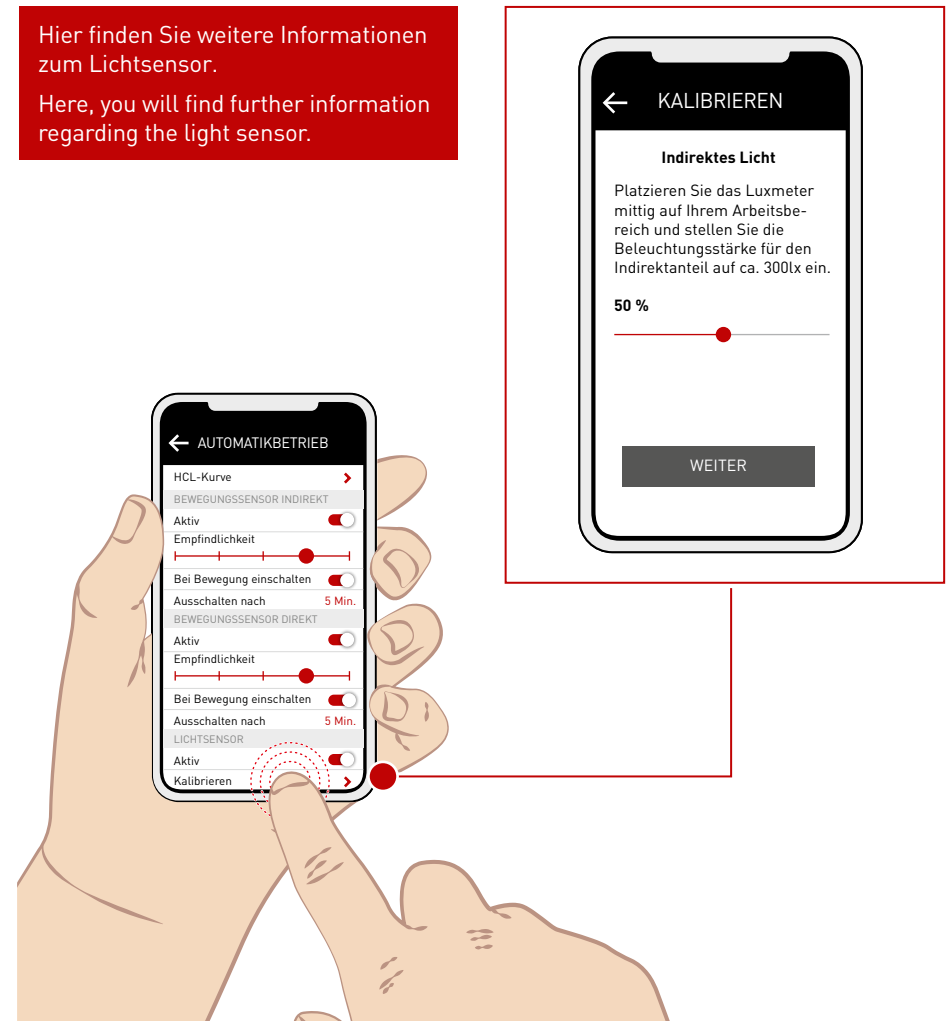 Hier finden Sie weitere Informationen
zum Lichtsensor.
Here, you will find further information
regarding the light sensor.
KALIBRIEREN
Indirektes Licht
Platzieren Sie das Luxmeter
mittig auf Ihrem Arbeitsbe-
reich und stellen Sie die
Beleuchtungsstärke für den
Indirektanteil auf ca. 300lx ein.
50 %
WEITER
AUTOMATIKBETRIEB
HCL-Kurve
BEWEGUNGSSENSOR INDIREKT
Aktiv
Empfindlichkeit
Bei Bewegung einschalten
Ausschalten nach 5 Min.
BEWEGUNGSSENSOR DIREKT
Aktiv
Empfindlichkeit
Bei Bewegung einschalten
Ausschalten nach 5 Min.
LICHTSENSOR
Aktiv
Kalibrieren